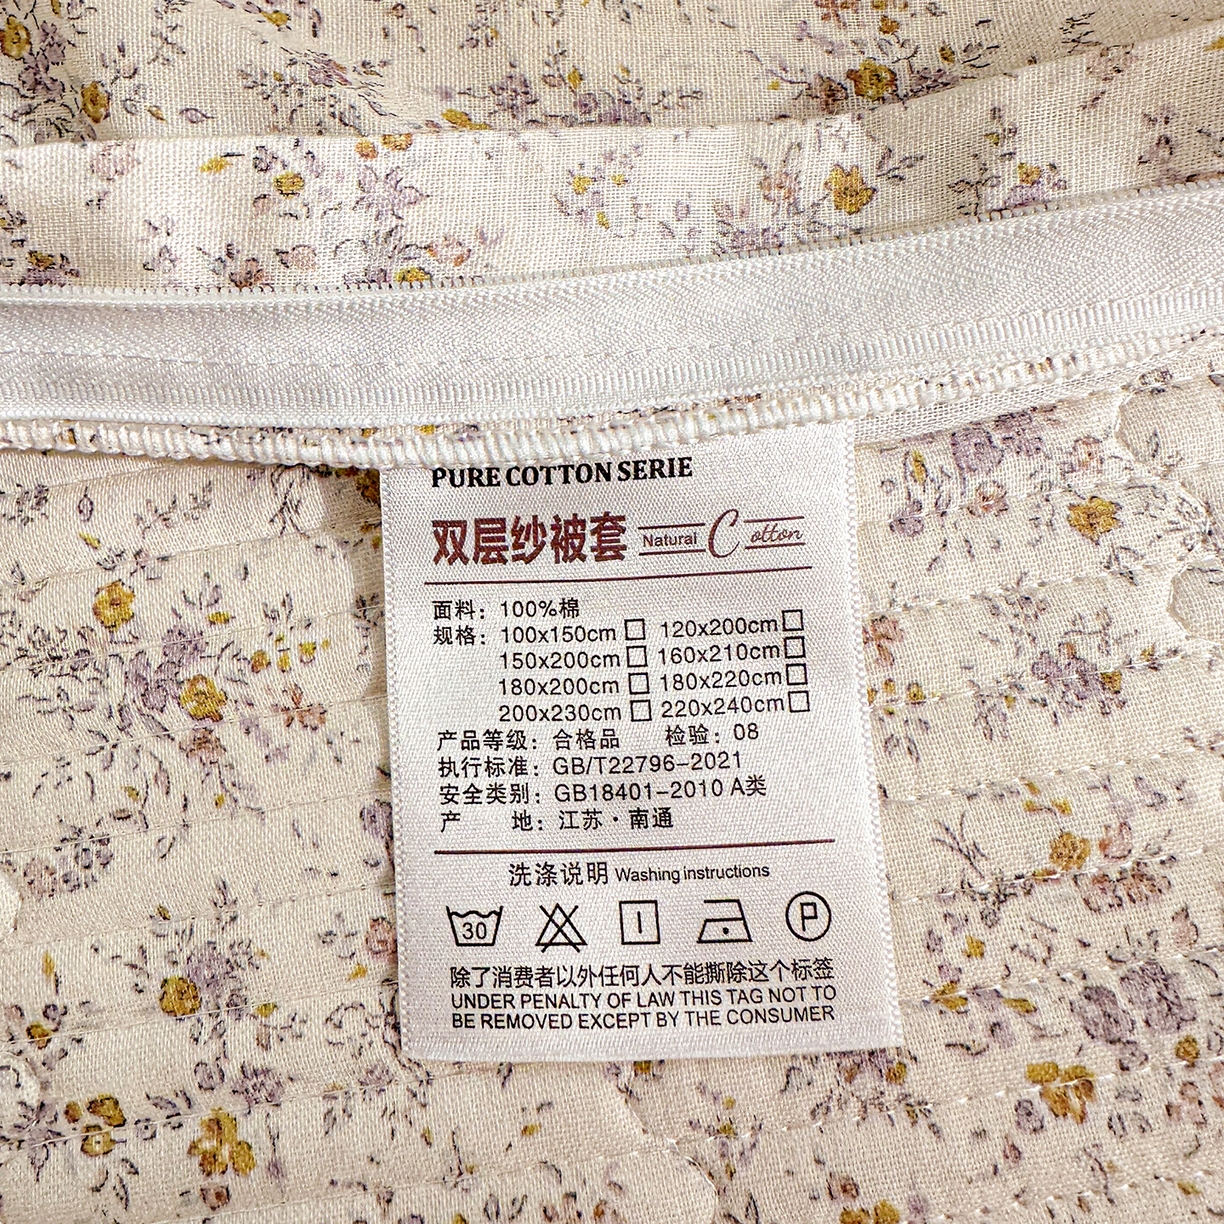 PURE COTTON SERIE
双层纱被套 Natural Cotton
面料：100%棉
规格：100x150cm □ 120x200cm □
150x200cm □ 160x210cm □
180x200cm □ 180x220cm □
200x230cm □ 220x240cm □
产品等级：合格品 检验：08
执行标准：GB/T22796-2021
安全类别：GB18401-2010 A类
产 地：江苏·南通
洗涤说明 Washing instructions
30 P
除了消费者以外任何人不能撕除这个标签
UNDER PENALTY OF LAW THIS TAG NOT TO
BE REMOVED EXCEPT BY THE CONSUMER